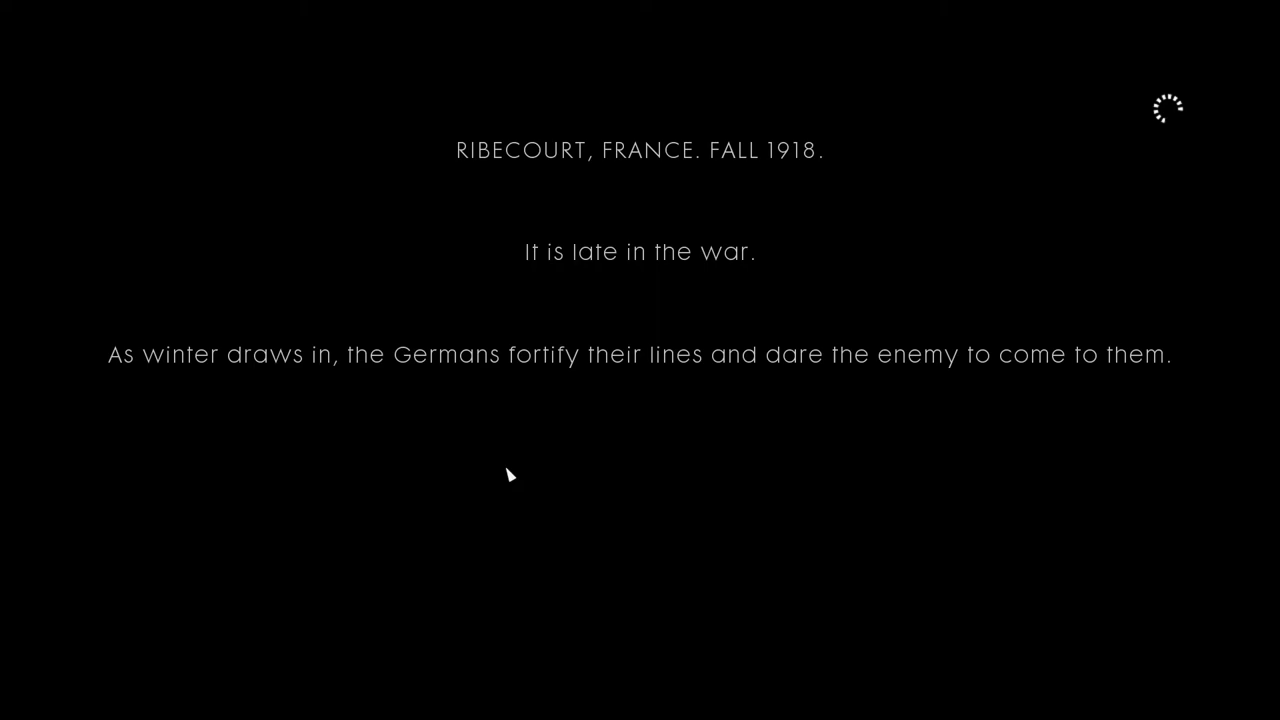 RIBECOURT, FRANCE. FALL 1918.
It is late in the war.
As winter draws in, the Germans fortify their lines and dare the enemy to come to them.